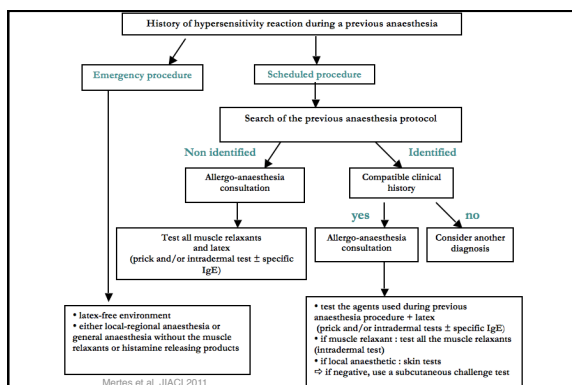 History of hypersensitivity reaction during a previous anaesthesia
Emergency procedure
Scheduled procedure
Search of the previous anaesthesia protocol
Non identified
Identified
Allergo-anaesthesia
consultation
Compatible clinical
history
yes
no
Test all muscle relaxants
and latex
(prick and/or intradermal test ± specific
IgE)
Allergo-anaesthesia
consultation
Consider another
diagnosis
• latex-free environment
• either local-regional anaesthesia or
general anaesthesia without the muscle
relaxants or histamine releasing products
• test the agents used during previous
anaesthesia procedure + latex
(prick and/or intradermal tests ± specific IgE)
• if muscle relaxant : test all the muscle relaxants
(intradermal test)
• if local anaesthetic : skin tests
⇨ if negative, use a subcutaneous challenge test
Mertes et al. JIACI 2011